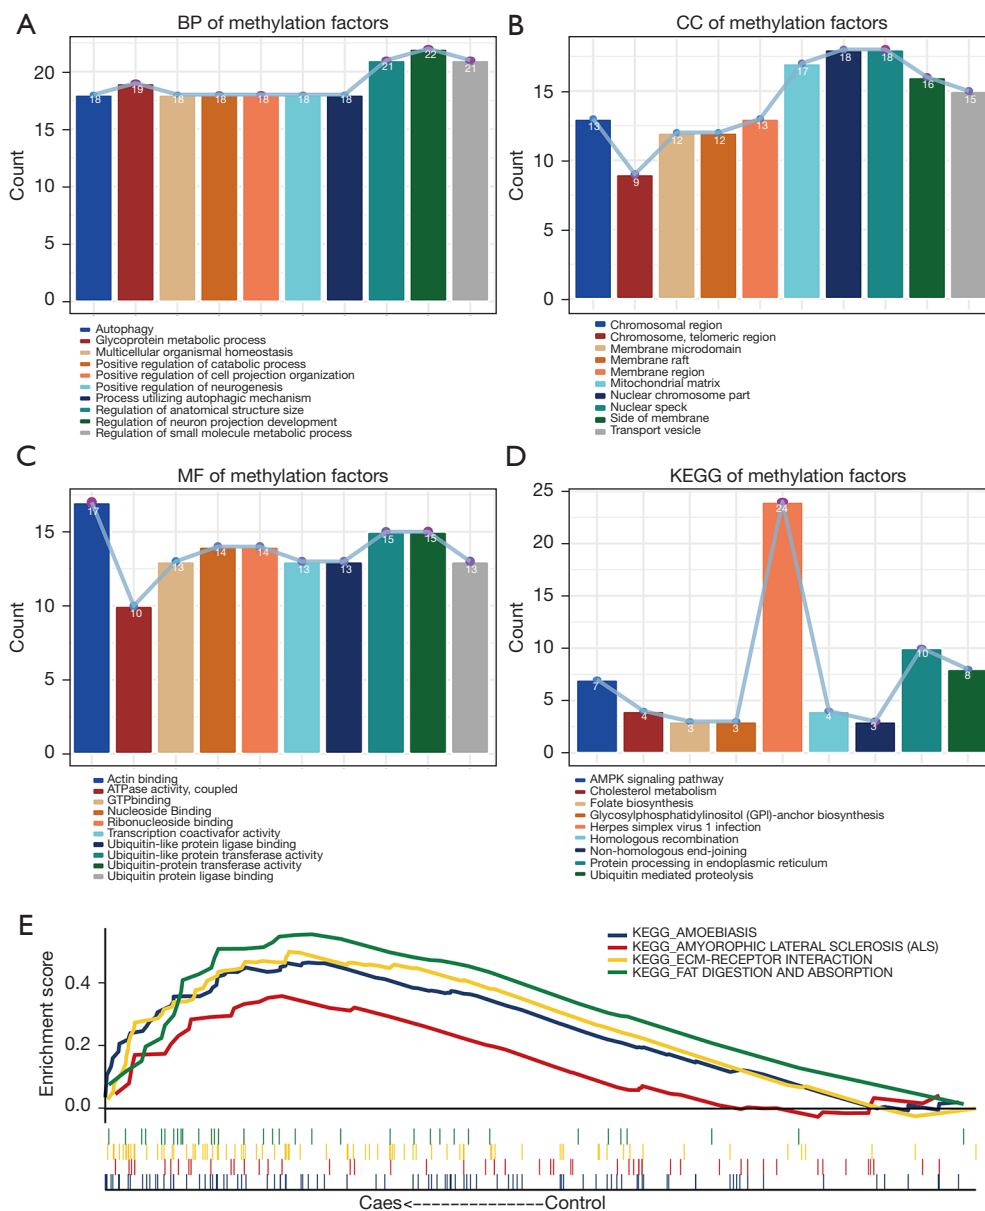 A
BP of methylation factors
Count
20
15
10
5
0
18
19
18
18
18
18
18
21
22
21
Autophagy
Glycoprotein metabolic process
Multicellular organismal homeostasis
Positive regulation of catabolic process
Positive regulation of cell projection organization
Positive regulation of neurogenesis
Process utilizing autophagic mechanism
Regulation of anatomical structure size
Regulation of neuron projection development
Regulation of small molecule metabolic process
B
CC of methylation factors
Count
15
10
5
0
13
9
12
12
13
17
18
18
16
15
Chromosomal region
Chromosome, telomeric region
Membrane microdomain
Membrane raft
Membrane region
Mitochondrial matrix
Nuclear chromosome part
Nuclear speck
Side of membrane
Transport vesicle
C
MF of methylation factors
Count
15
10
5
0
17
10
13
14
14
13
13
15
15
13
Actin binding
ATPase activity, coupled
GTPbinding
Nucleoside Binding
Ribonucleoside binding
Transcription coactivafor activity
Ubiquitin-like protein ligase binding
Ubiquitin-like protein transferase activity
Ubiquitin-protein transferase activity
Ubiquitin protein ligase binding
D
KEGG of methylation factors
Count
25
20
15
10
5
0
7
4
3
3
24
4
3
10
8
AMPK signaling pathway
Cholesterol metabolism
Folate biosynthesis
Glycosylphosphatidylinositol (GPI)-anchor biosynthesis
Herpes simplex virus 1 infection
Homologous recombination
Non-homologous end-joining
Protein processing in endoplasmic reticulum
Ubiquitin mediated proteolysis
E
Enrichment score
0.4
0.2
0.0
KEGG_AMOEBIASIS
KEGG_AMYOROPHIC LATERAL SCLEROSIS (ALS)
KEGG_ECM-RECEPTOR INTERACTION
KEGG_FAT DIGESTION AND ABSORPTION
Caes<--------------Control